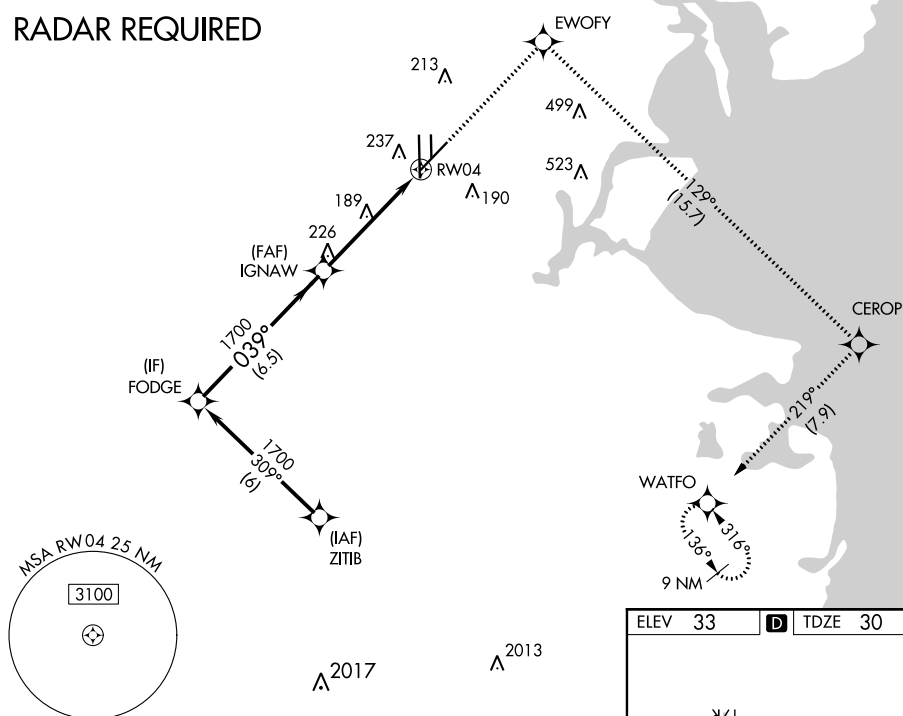 RADAR REQUIRED
EWOFY
213
499
237
RW04
523
190
189
129°
(15.7)
226
(FAF)
IGNAW
CEROP
1700
039°
(6.5)
(IF)
FODGE
219°
(7.9)
1700
309°
(6)
WATFO
(IAF)
ZITIB
316°
136°
9 NM
MSA RW04 25 NM
3100
ELEV 33 D TDZE 30
2017
2013